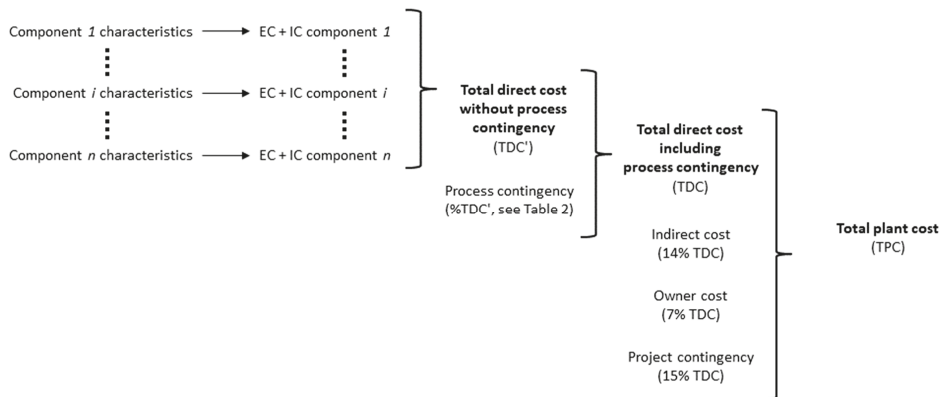 Component 1 characteristics
EC + IC component 1
Component i characteristics
EC + IC component i
Component n characteristics
EC + IC component n
Total direct cost
without process
contingency
(TDC')
Process contingency
(%TDC', see Table 2)
Total direct cost
including
process contingency
(TDC)
Indirect cost
(14% TDC)
Owner cost
(7% TDC)
Project contingency
(15% TDC)
Total plant cost
(TPC)